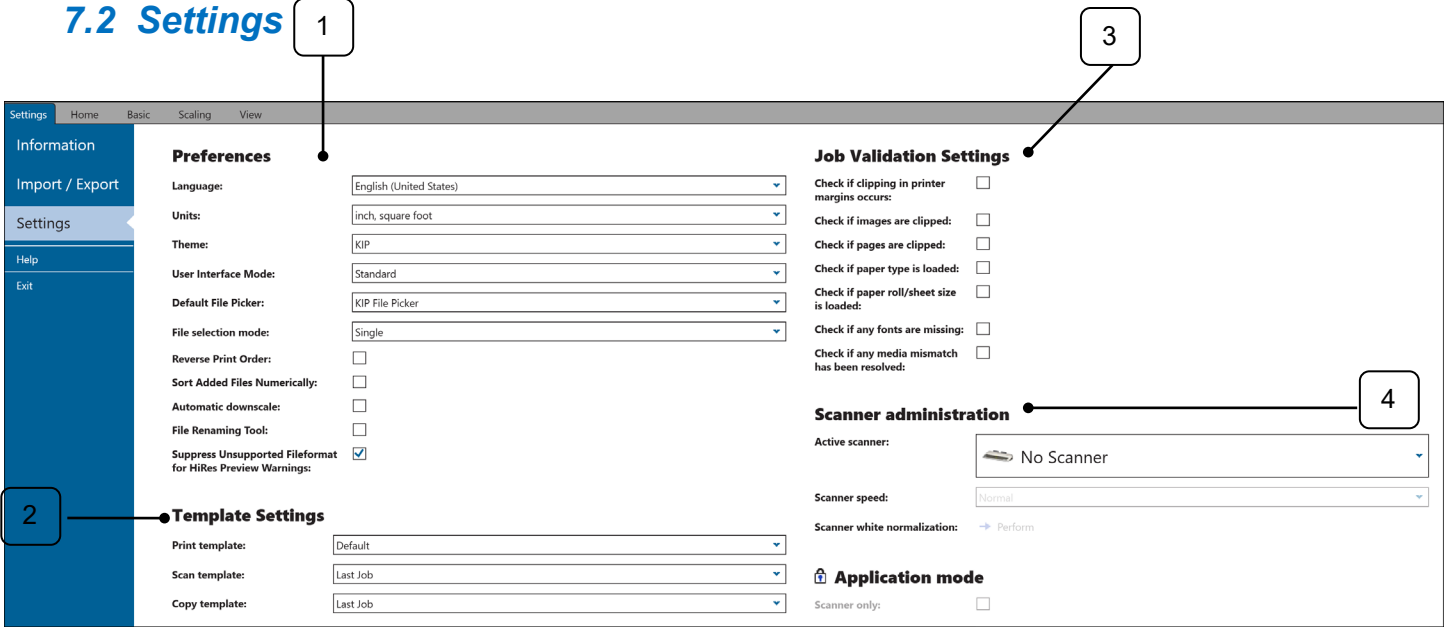 7.2 Settings
1
3
Settings Home Basic Scaling View
Information
Import / Export
Settings
Help
Exit
Preferences
Language: English (United States)
Units: inch, square foot
Theme: KIP
User Interface Mode: Standard
Default File Picker: KIP File Picker
File selection mode: Single
Reverse Print Order:
Sort Added Files Numerically:
Automatic downscale:
File Renaming Tool:
Suppress Unsupported Fileformat
for HiRes Preview Warnings:
2
Template Settings
Print template: Default
Scan template: Last Job
Copy template: Last Job
Job Validation Settings
Check if clipping in printer
margins occurs:
Check if images are clipped:
Check if pages are clipped:
Check if paper type is loaded:
Check if paper roll/sheet size
is loaded:
Check if any fonts are missing:
Check if any media mismatch
has been resolved:
4
Scanner administration
Active scanner: No Scanner
Scanner speed: Normal
Scanner white normalization: Perform
Application mode
Scanner only: